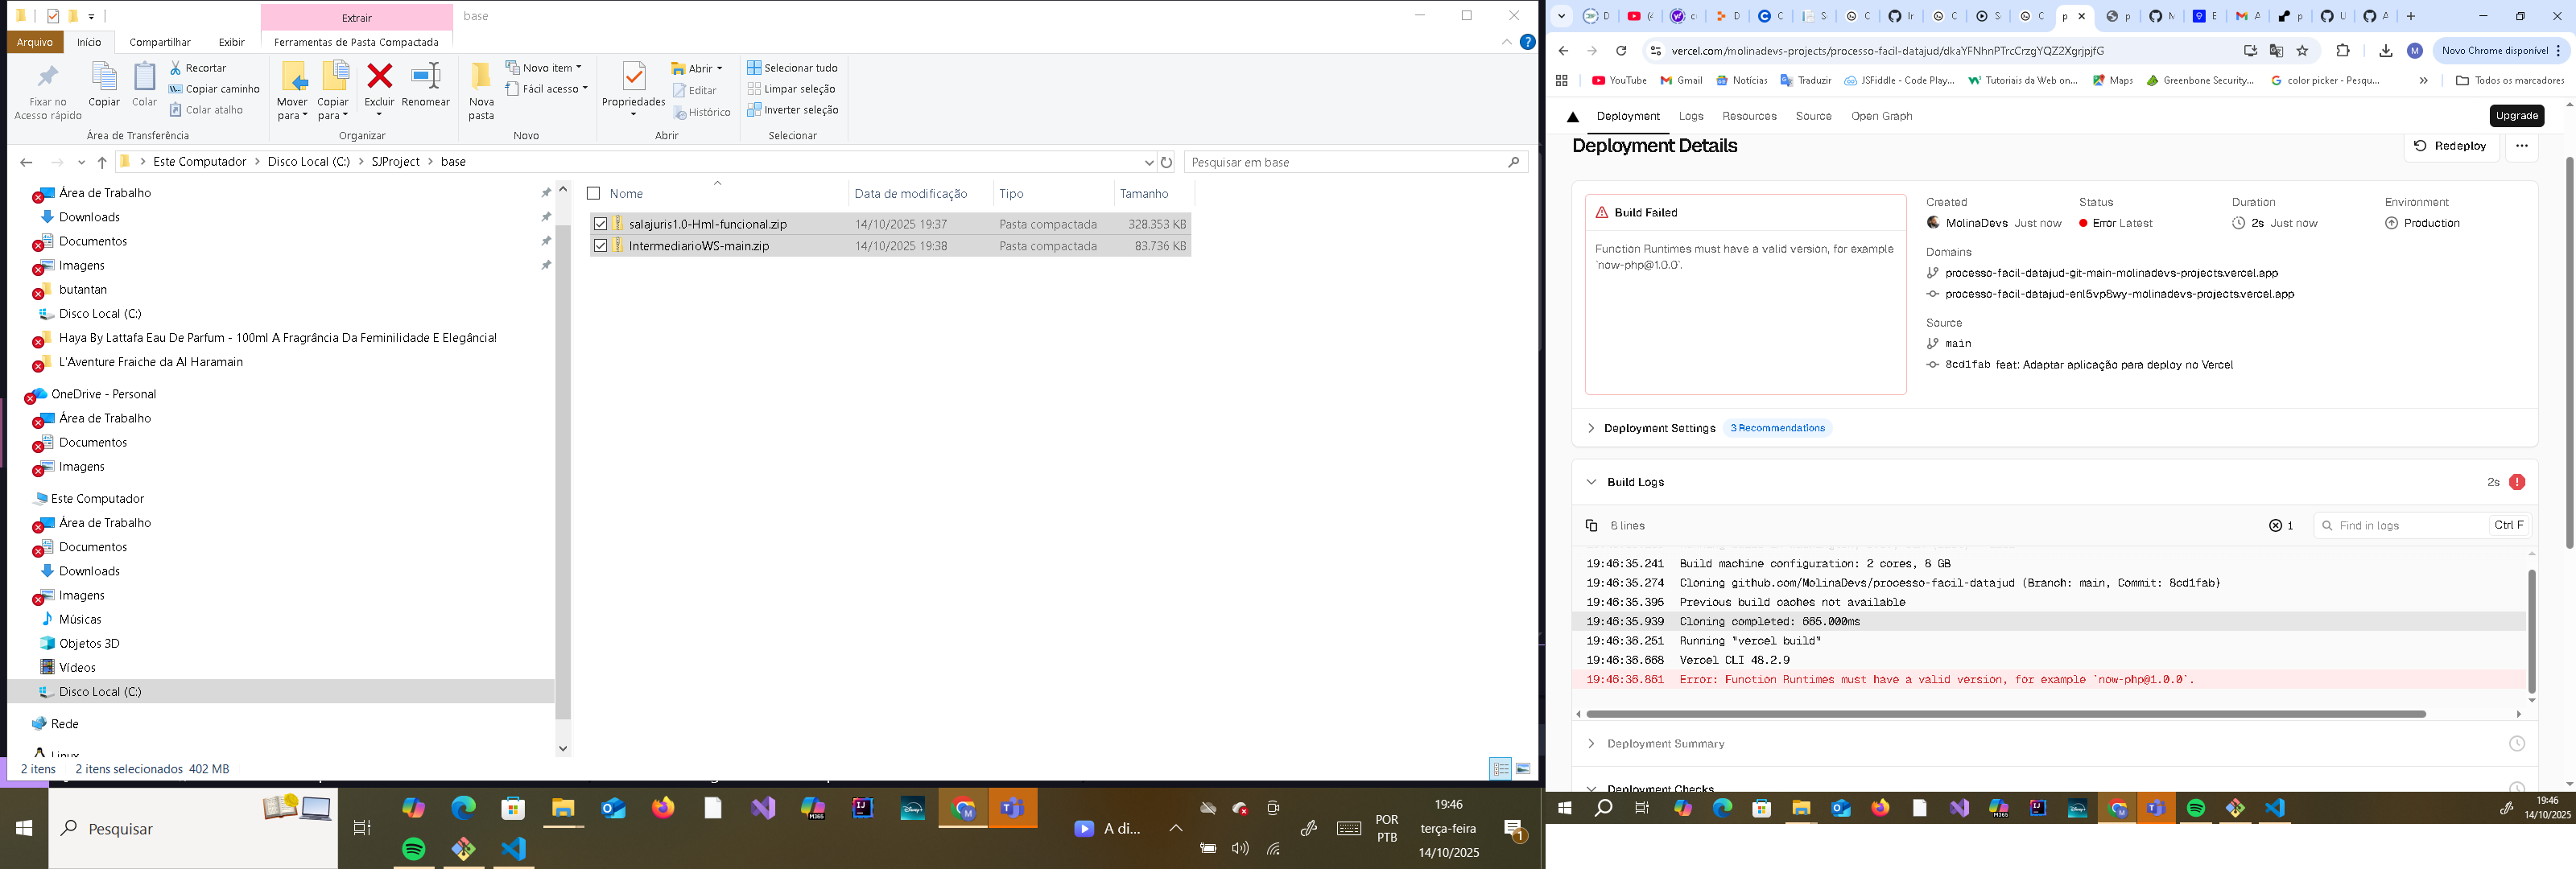 Extrair
base
Arquivo
Início
Compartilhar
Exibir
Ferramentas de Pasta Compactada
Fixar no
Acesso rápido
Copiar
Colar
Recortar
Copiar caminho
Colar atalho
Área de Transferência
Mover
para
Copiar
para
Excluir
Renomear
Organizar
Nova
pasta
Novo item
Fácil acesso
Novo
Propriedades
Abrir
Editar
Histórico
Abrir
Selecionar tudo
Limpar seleção
Inverter seleção
Selecionar
Este Computador
Disco Local (C:)
SJProject
base
Pesquisar em base
Área de Trabalho
Downloads
Documentos
Imagens
butantan
Disco Local (C:)
Haya By Lattafa Eau De Parfum - 100ml A Fragrância Da Feminilidade E Elegância!
L'Aventure Fraiche da Al Haramain
OneDrive - Personal
Área de Trabalho
Documentos
Imagens
Este Computador
Área de Trabalho
Documentos
Downloads
Imagens
Músicas
Objetos 3D
Vídeos
Disco Local (C:)
Rede
Linux
Nome
Data de modificação
Tipo
Tamanho
salajuris1.0-Hml-funcional.zip 14/10/2025 19:37 Pasta compactada 328.353 KB
IntermediarioWS-main.zip 14/10/2025 19:38 Pasta compactada 83.736 KB
2 itens 2 itens selecionados 402 MB
Pesquisar
A di...
POR
PTB
19:46
terça-feira
14/10/2025
1
vercel.com/molinadevs-projects/processo-facil-datajud/dkaYFNhnPTrcCrzgYQZ2XgrjpjfG
M
Novo Chrome disponível
YouTube
Gmail
Notícias
Traduzir
JSFiddle - Code Play...
Tutoriais da Web on...
Maps
Greenbone Security...
color picker - Pesqu...
Todos os marcadores
Deployment
Logs
Resources
Source
Open Graph
Upgrade
Deployment Details
Redeploy
Build Failed
Function Runtimes must have a valid version, for example
`now-php@1.0.0`.
Created
MolinaDevs Just now
Status
Error Latest
Duration
2s Just now
Environment
Production
Domains
processo-facil-datajud-git-main-molinadevs-projects.vercel.app
processo-facil-datajud-enl5vp8wy-molinadevs-projects.vercel.app
Source
main
8cd1fab feat: Adaptar aplicação para deploy no Vercel
Deployment Settings
3 Recommendations
Build Logs
2s
8 lines
1
Find in logs
Ctrl F
19:46:35.241 Build machine configuration: 2 cores, 8 GB
19:46:35.274 Cloning github.com/MolinaDevs/processo-facil-datajud (Branch: main, Commit: 8cd1fab)
19:46:35.395 Previous build caches not available
19:46:35.939 Cloning completed: 665.000ms
19:46:36.251 Running "vercel build"
19:46:36.668 Vercel CLI 48.2.9
19:46:36.861 Error: Function Runtimes must have a valid version, for example `now-php@1.0.0`.
Deployment Summary
Deployment Checks
19:46
14/10/2025